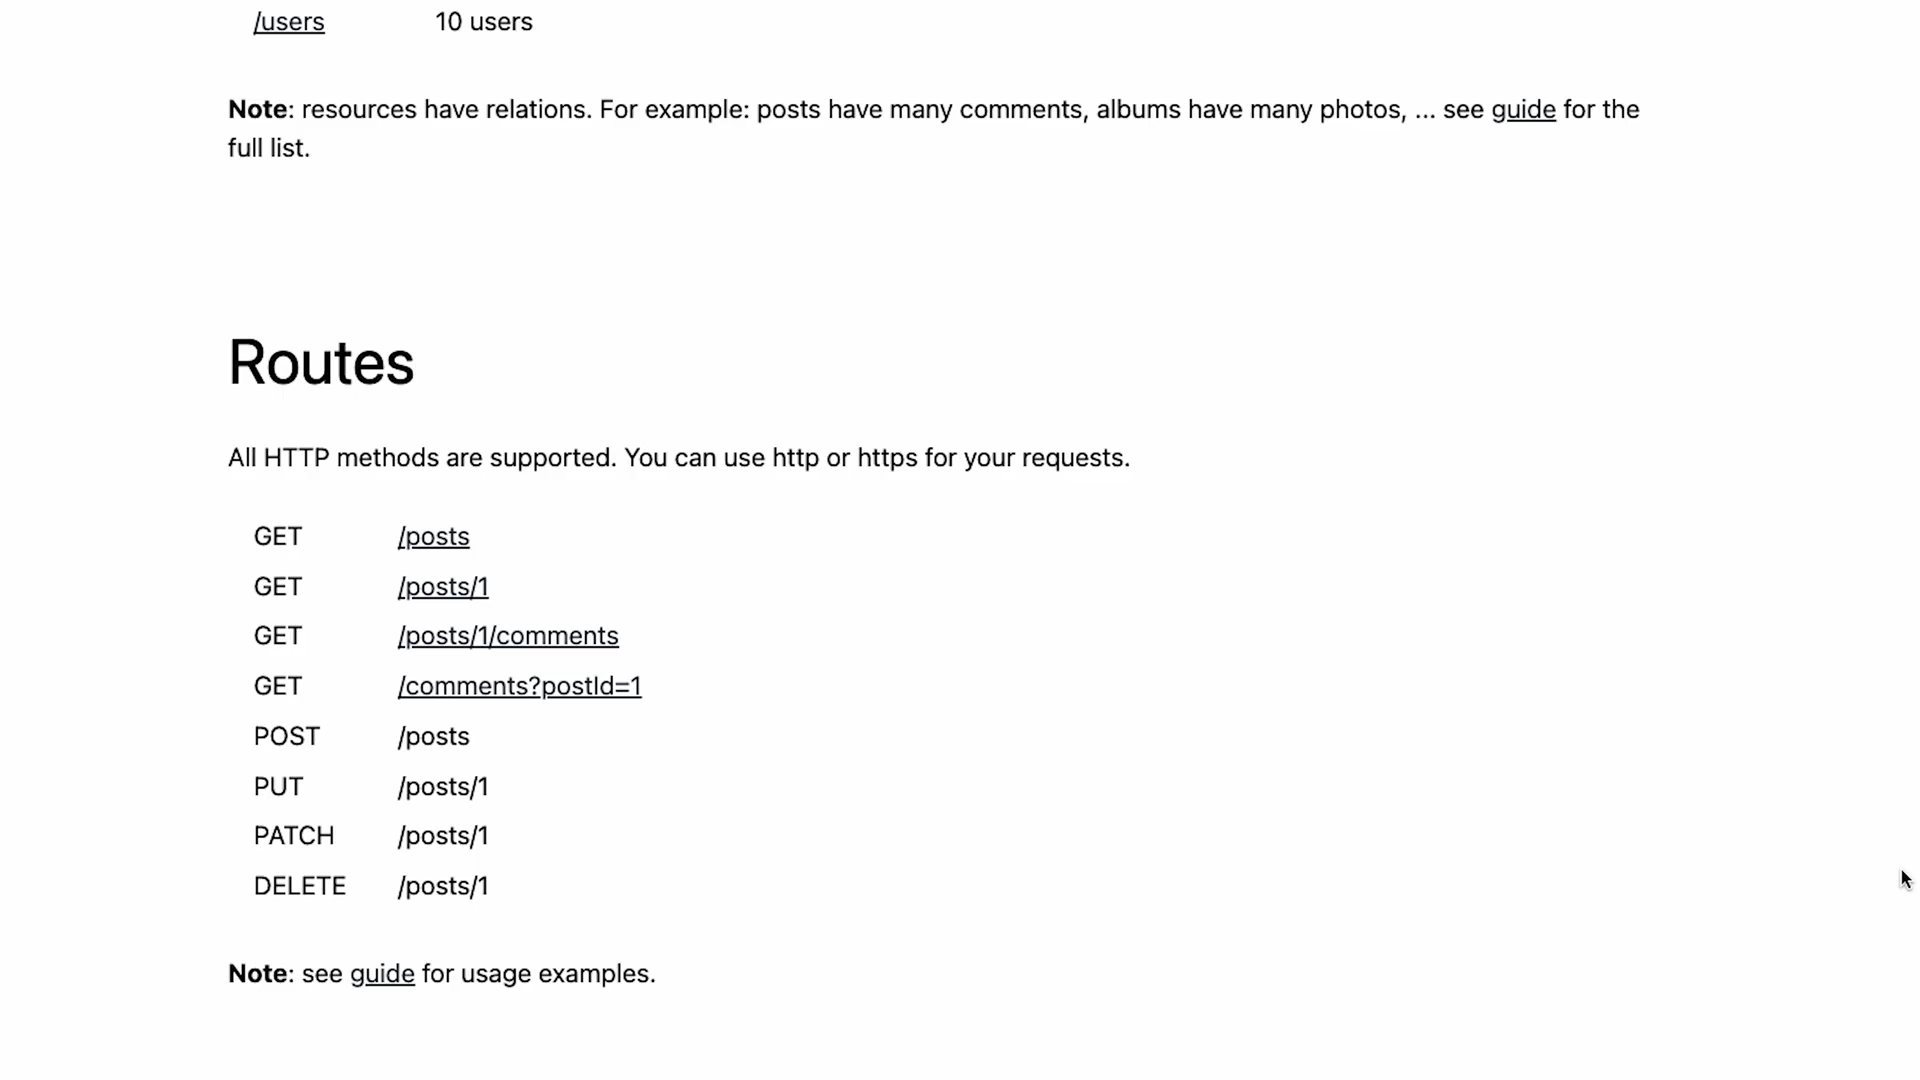 /users 10 users
Note: resources have relations. For example: posts have many comments, albums have many photos, ... see guide for the
full list.
Routes
All HTTP methods are supported. You can use http or https for your requests.
GET /posts
GET /posts/1
GET /posts/1/comments
GET /comments?postId=1
POST /posts
PUT /posts/1
PATCH /posts/1
DELETE /posts/1
Note: see guide for usage examples.